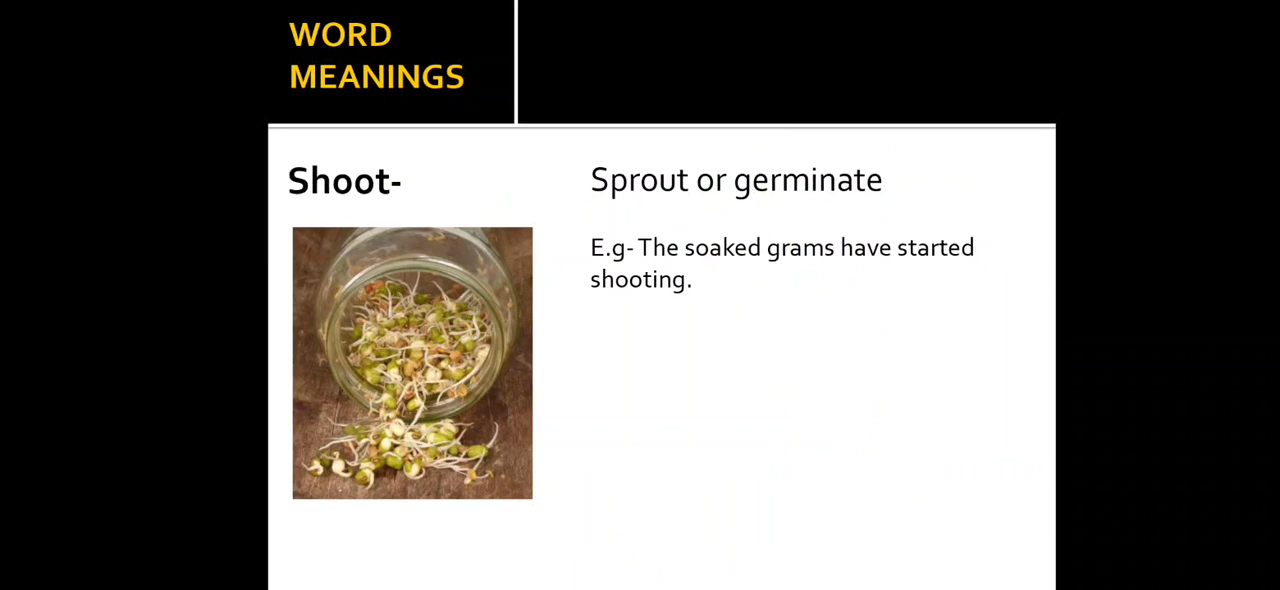 WORD
MEANINGS
Shoot-
Sprout or germinate
E.g- The soaked grams have started
shooting.